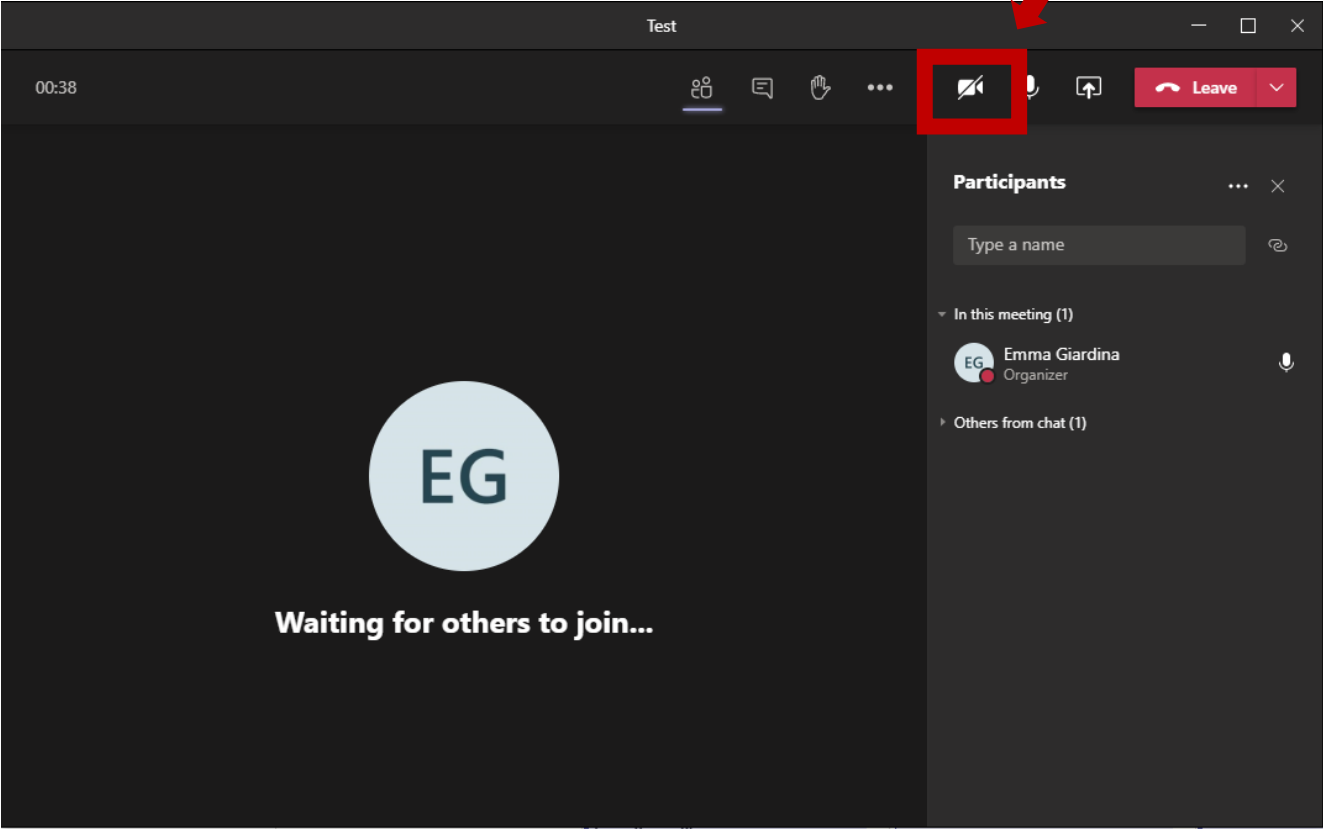 Test
00:38
Leave
Participants
Type a name
In this meeting (1)
EG
Emma Giardina
Organizer
Others from chat (1)
EG
Waiting for others to join...